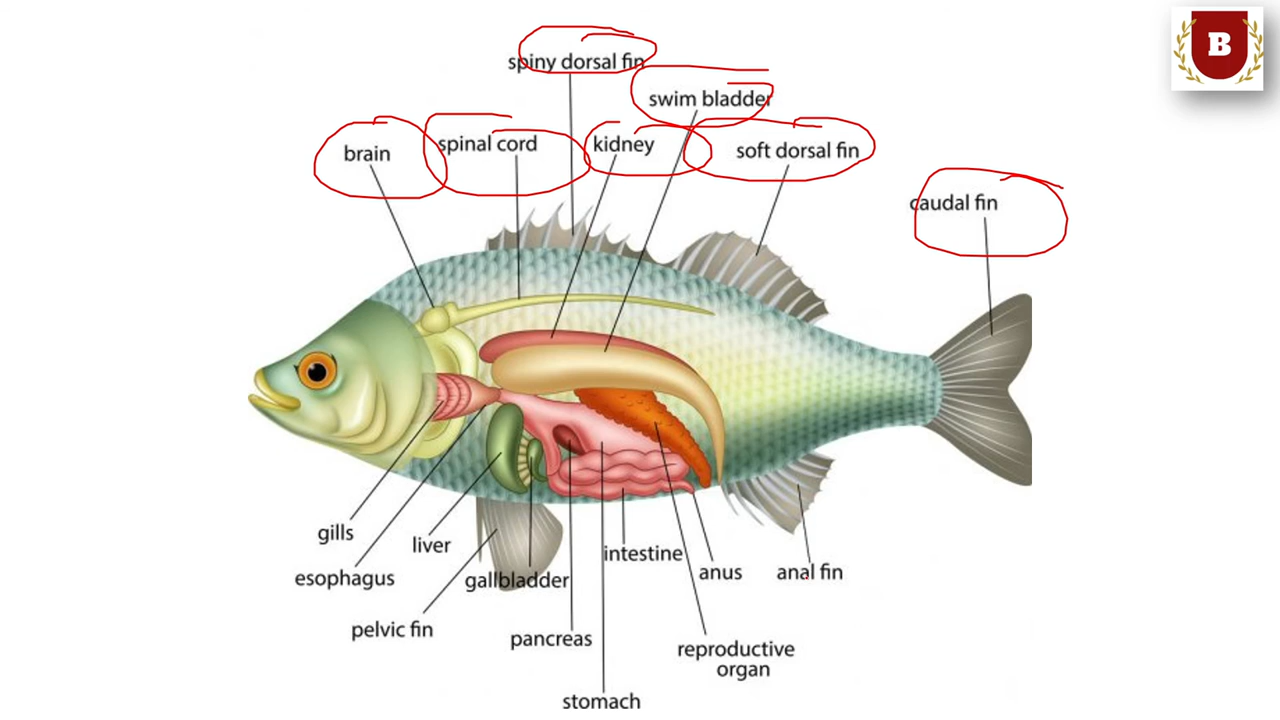 B
spiny dorsal fin
swim bladder
brain
spinal cord
kidney
soft dorsal fin
caudal fin
gills
liver
intestine
esophagus
gallbladder
anus
anal fin
pelvic fin
pancreas
reproductive
organ
stomach